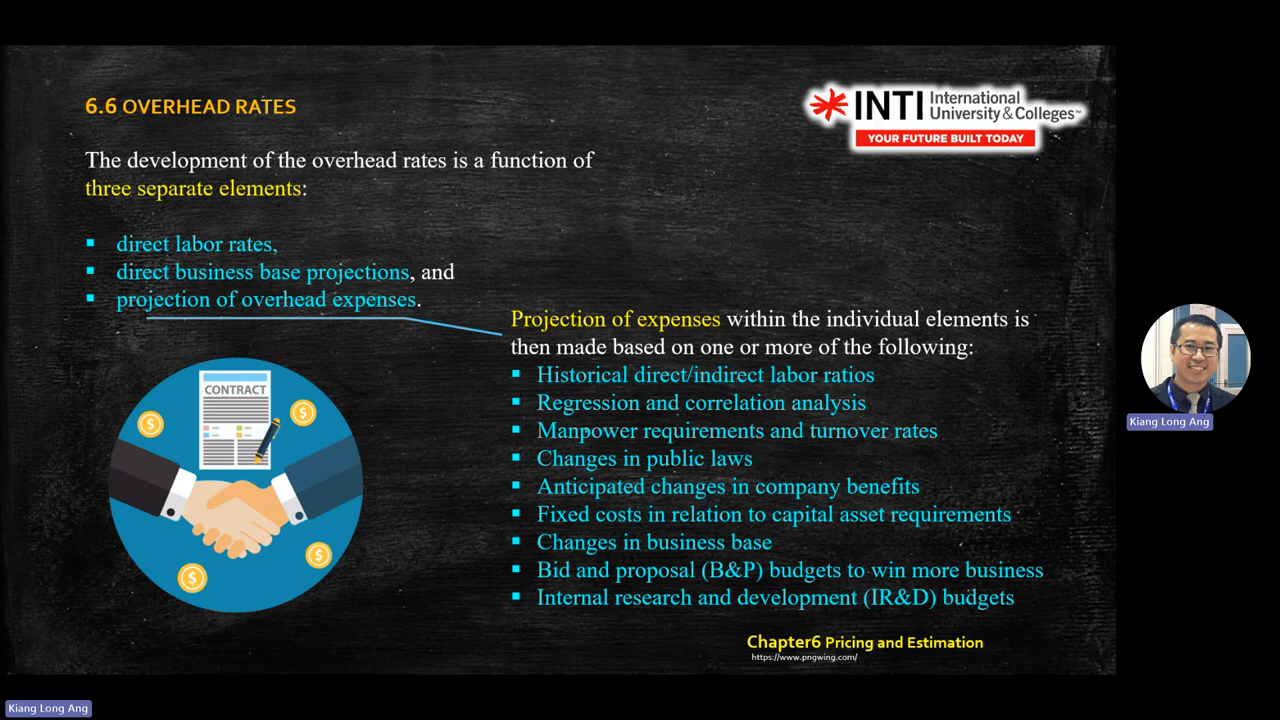 6.6 OVERHEAD RATES
INTI International
University & Colleges™
YOUR FUTURE BUILT TODAY
The development of the overhead rates is a function of
three separate elements:
▪ direct labor rates,
▪ direct business base projections, and
▪ projection of overhead expenses.
Projection of expenses within the individual elements is
then made based on one or more of the following:
▪ Historical direct/indirect labor ratios
▪ Regression and correlation analysis
▪ Manpower requirements and turnover rates
▪ Changes in public laws
▪ Anticipated changes in company benefits
▪ Fixed costs in relation to capital asset requirements
▪ Changes in business base
▪ Bid and proposal (B&P) budgets to win more business
▪ Internal research and development (IR&D) budgets
CONTRACT
$
$
$
$
Chapter6 Pricing and Estimation
https://www.pngwing.com/
Kiang Long Ang
Kiang Long Ang